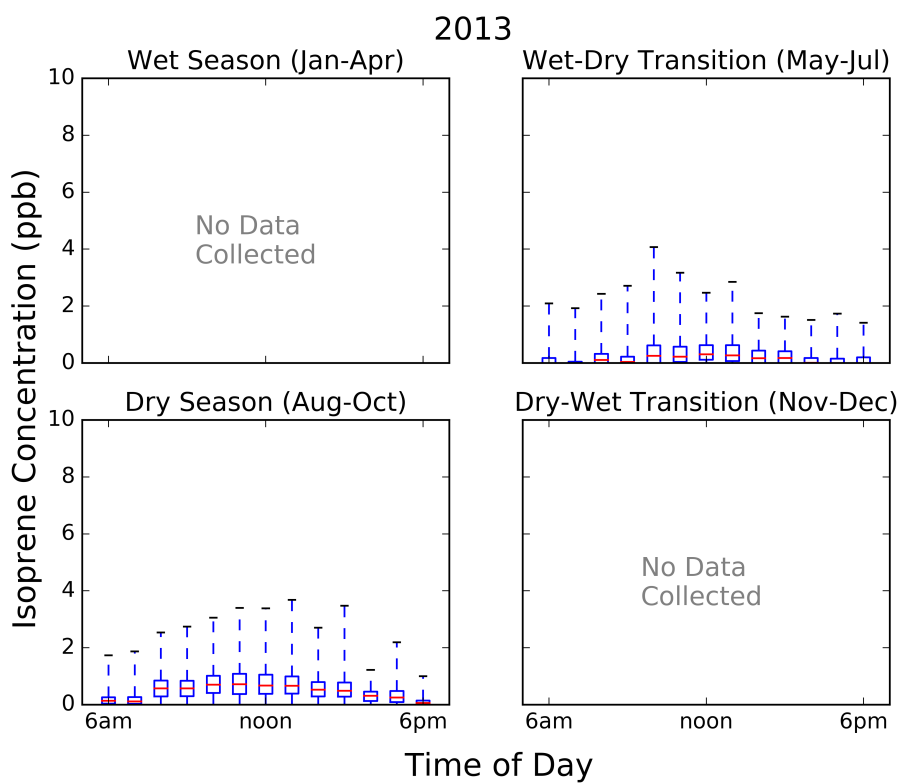 2013
Wet Season (Jan-Apr)
Wet-Dry Transition (May-Jul)
10
8
6
4
2
0
No Data
Collected
Isoprene Concentration (ppb)
Dry Season (Aug-Oct)
Dry-Wet Transition (Nov-Dec)
10
8
6
4
2
0
No Data
Collected
6am
noon
6pm
6am
noon
6pm
Time of Day